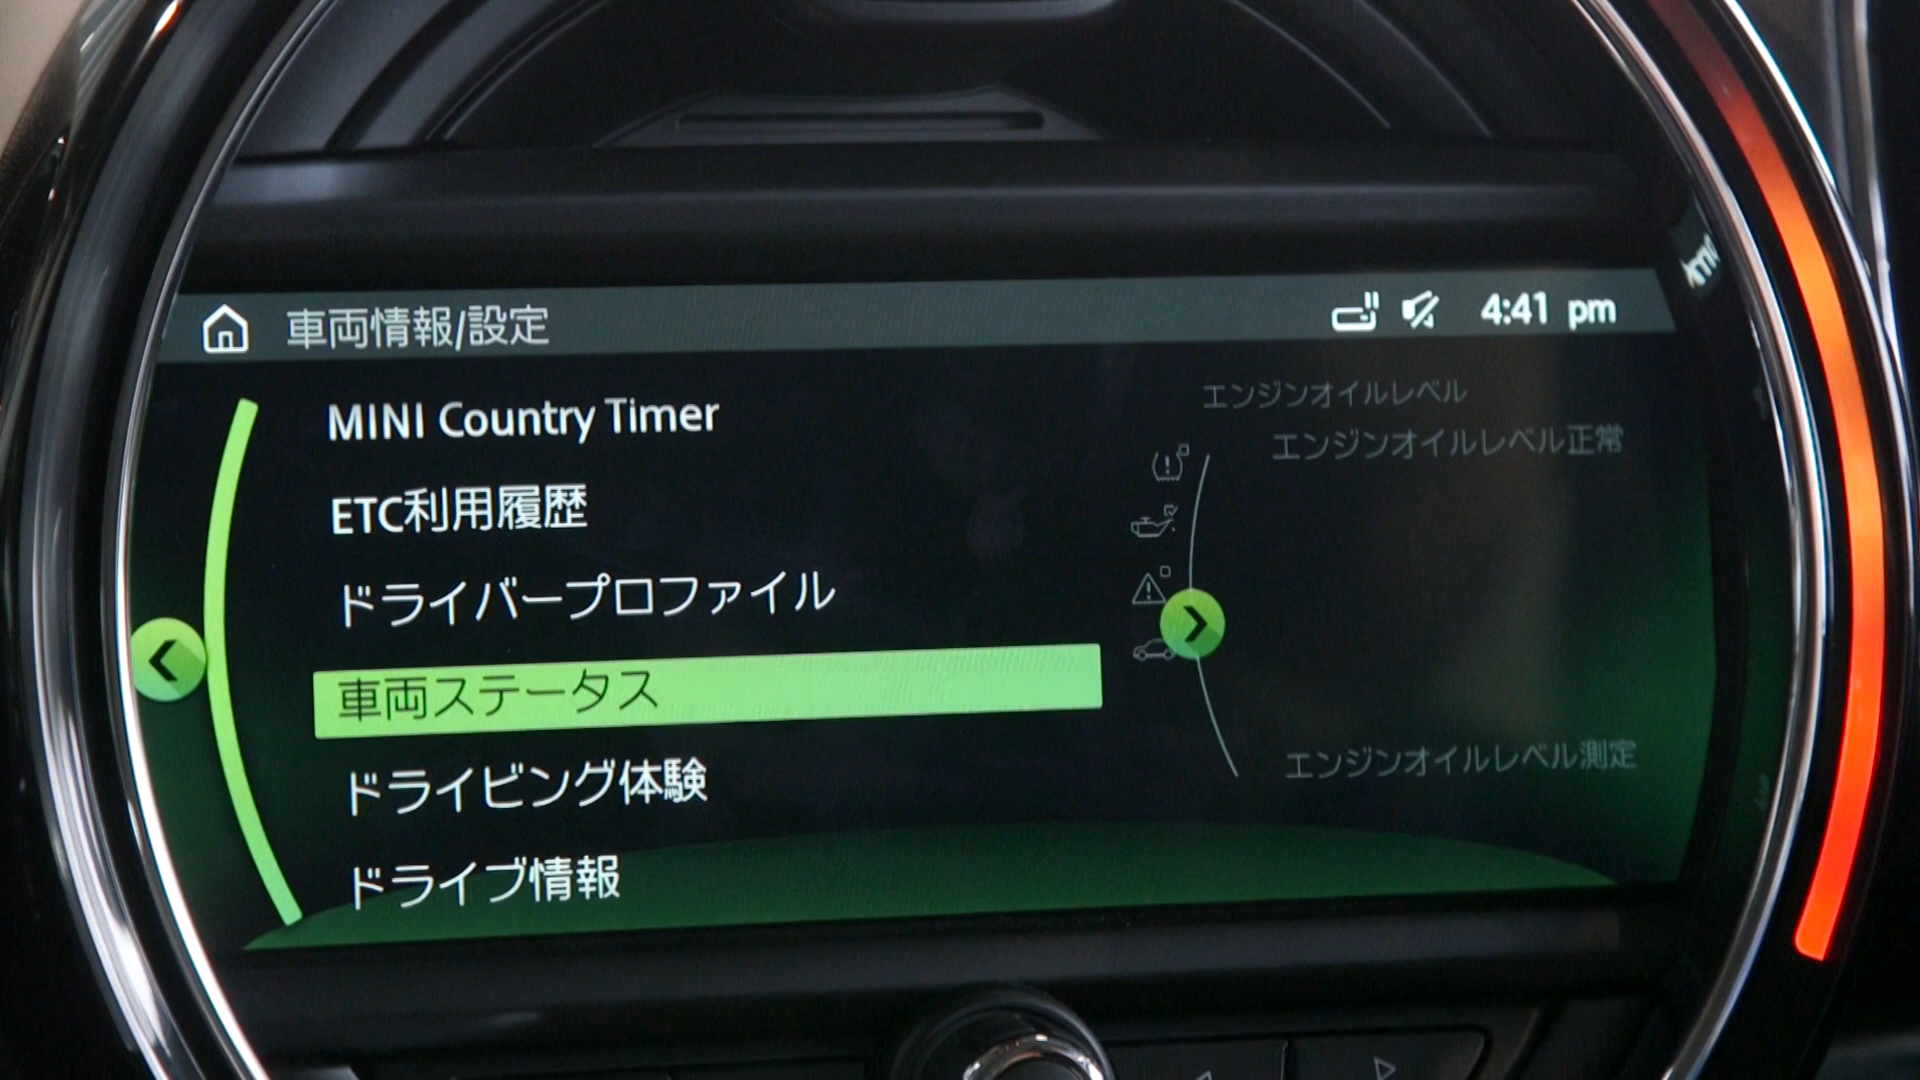 車両情報/設定
4:41 pm
MINI Country Timer
ETC利用履歴
ドライバープロファイル
車両ステータス
ドライビング体験
ドライブ情報
エンジンオイルレベル
エンジンオイルレベル正常
エンジンオイルレベル測定